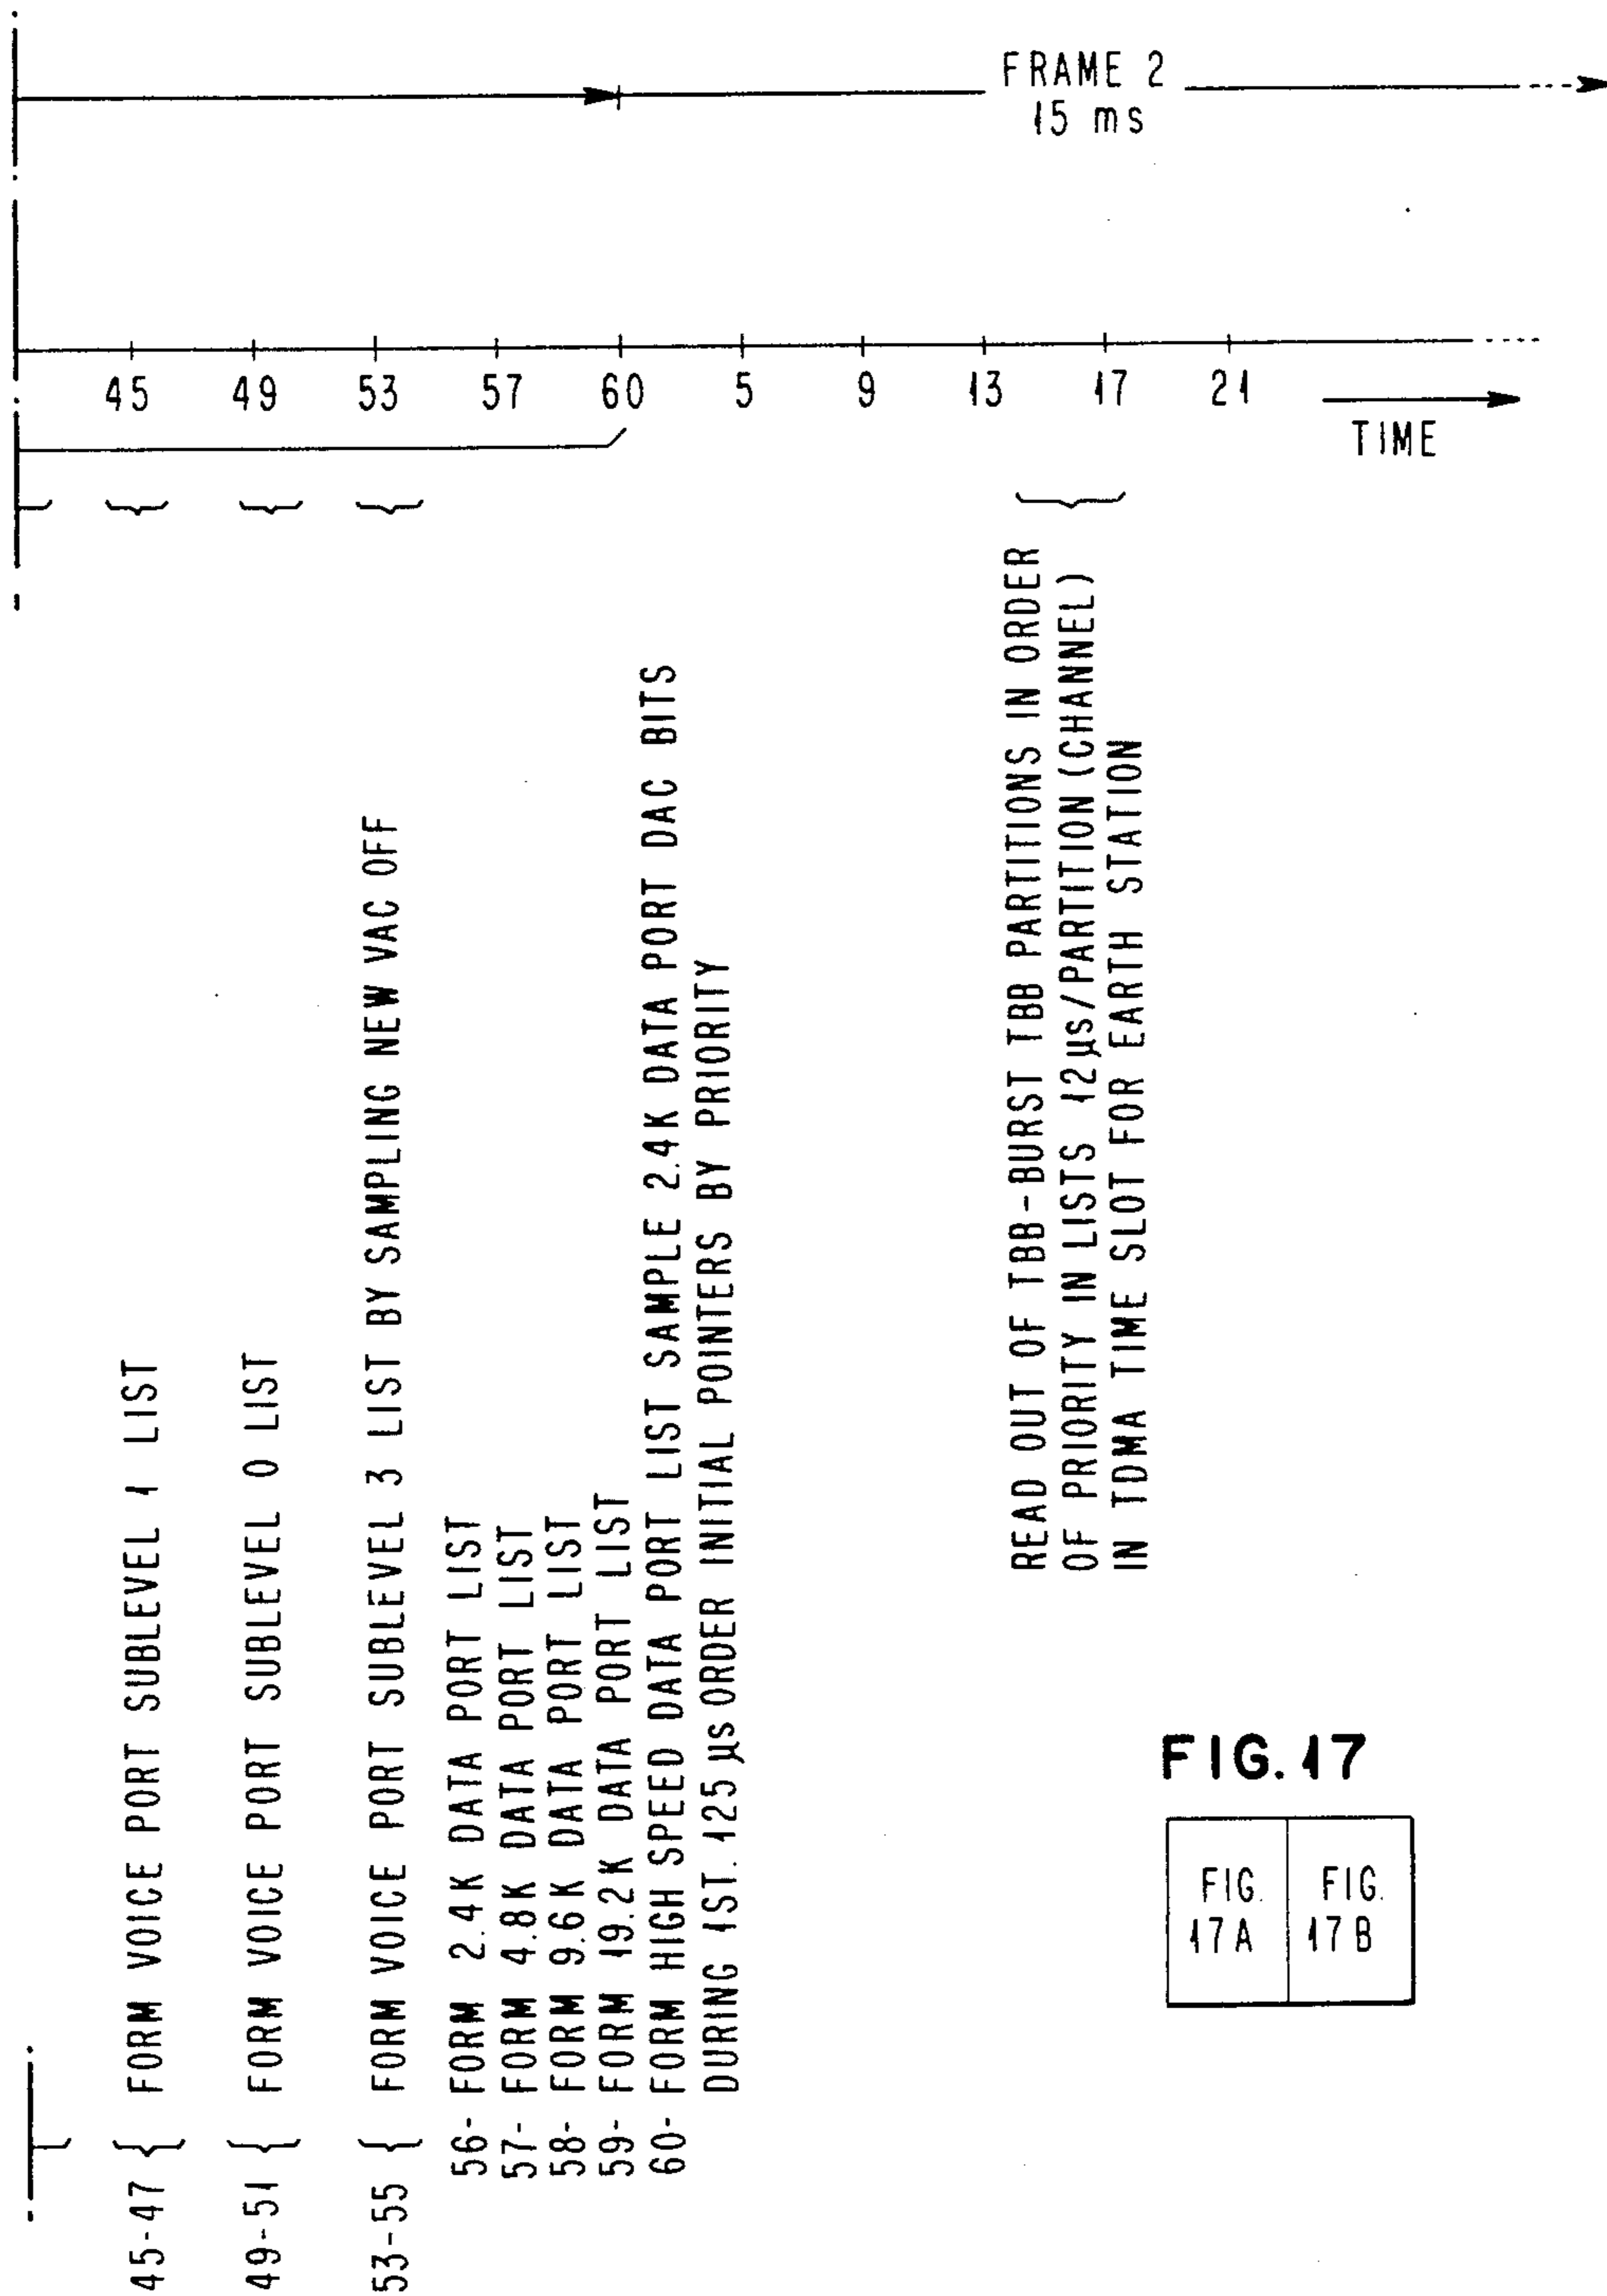 FRAME 2
15 ms
45 49 53 57 60 5 9 13 17 21
TIME
45-47 FORM VOICE PORT SUBLEVEL 1 LIST
49-51 FORM VOICE PORT SUBLEVEL 0 LIST
53-55 FORM VOICE PORT SUBLEVEL 3 LIST BY SAMPLING NEW VAC OFF
56- FORM 2.4K DATA PORT LIST
57- FORM 4.8K DATA PORT LIST
58- FORM 9.6K DATA PORT LIST
59- FORM 19.2K DATA PORT LIST
60- FORM HIGH SPEED DATA PORT LIST SAMPLE 2.4K DATA PORT DAC BITS
DURING 1ST. 125 µs ORDER INITIAL POINTERS BY PRIORITY
READ OUT OF TBB-BURST TBB PARTITIONS IN ORDER
OF PRIORITY IN LISTS 12 µs/PARTITION (CHANNEL)
IN TDMA TIME SLOT FOR EARTH STATION
FIG. 17
FIG. 17A
FIG. 17B